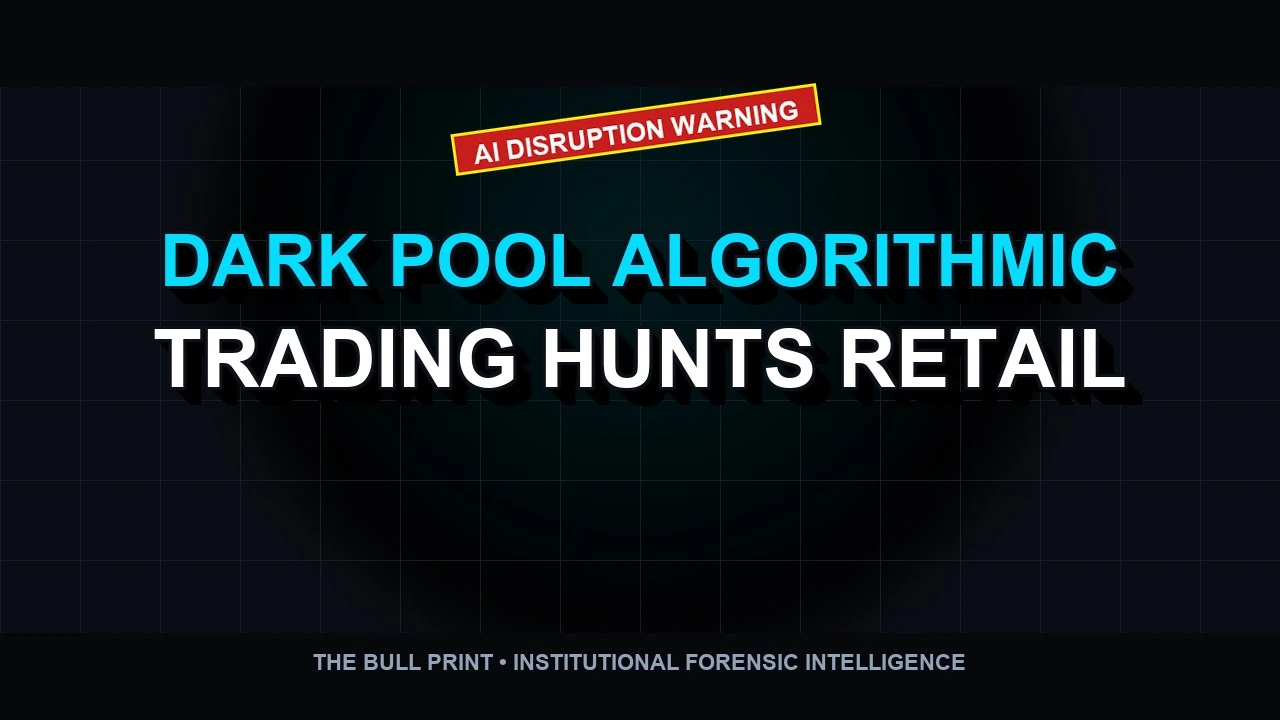 AI DISRUPTION WARNING
DARK POOL ALGORITHMIC
TRADING HUNTS RETAIL
THE BULL PRINT • INSTITUTIONAL FORENSIC INTELLIGENCE